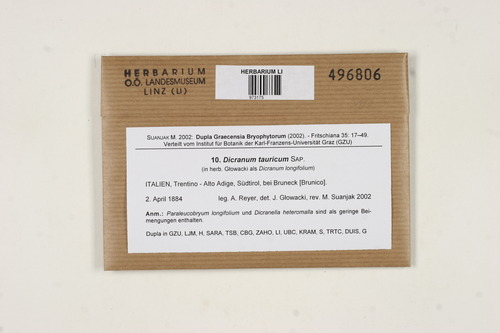 HERBARIUM
O.Ö. LANDESMUSEUM
LINZ (LI)
HERBARIUM LI
973175
496806
SUANJAK M. 2002: Dupla Graecensia Bryophytorum (2002). - Fritschiana 35: 17–49.
Verteilt vom Institut für Botanik der Karl-Franzens-Universität Graz (GZU)
10. Dicranum tauricum SAP.
(in herb. Głowacki als Dicranum longifolium)
ITALIEN, Trentino - Alto Adige, Südtirol, bei Bruneck [Brunico].
2. April 1884 leg. A. Reyer, det. J. Głowacki, rev. M. Suanjak 2002
Anm.: Paraleucobryum longifolium und Dicranella heteromalla sind als geringe Bei-
mengungen enthalten.
Dupla in GZU, LJM, H, SARA, TSB, CBG, ZAHO, LI, UBC, KRAM, S, TRTC, DUIS, G